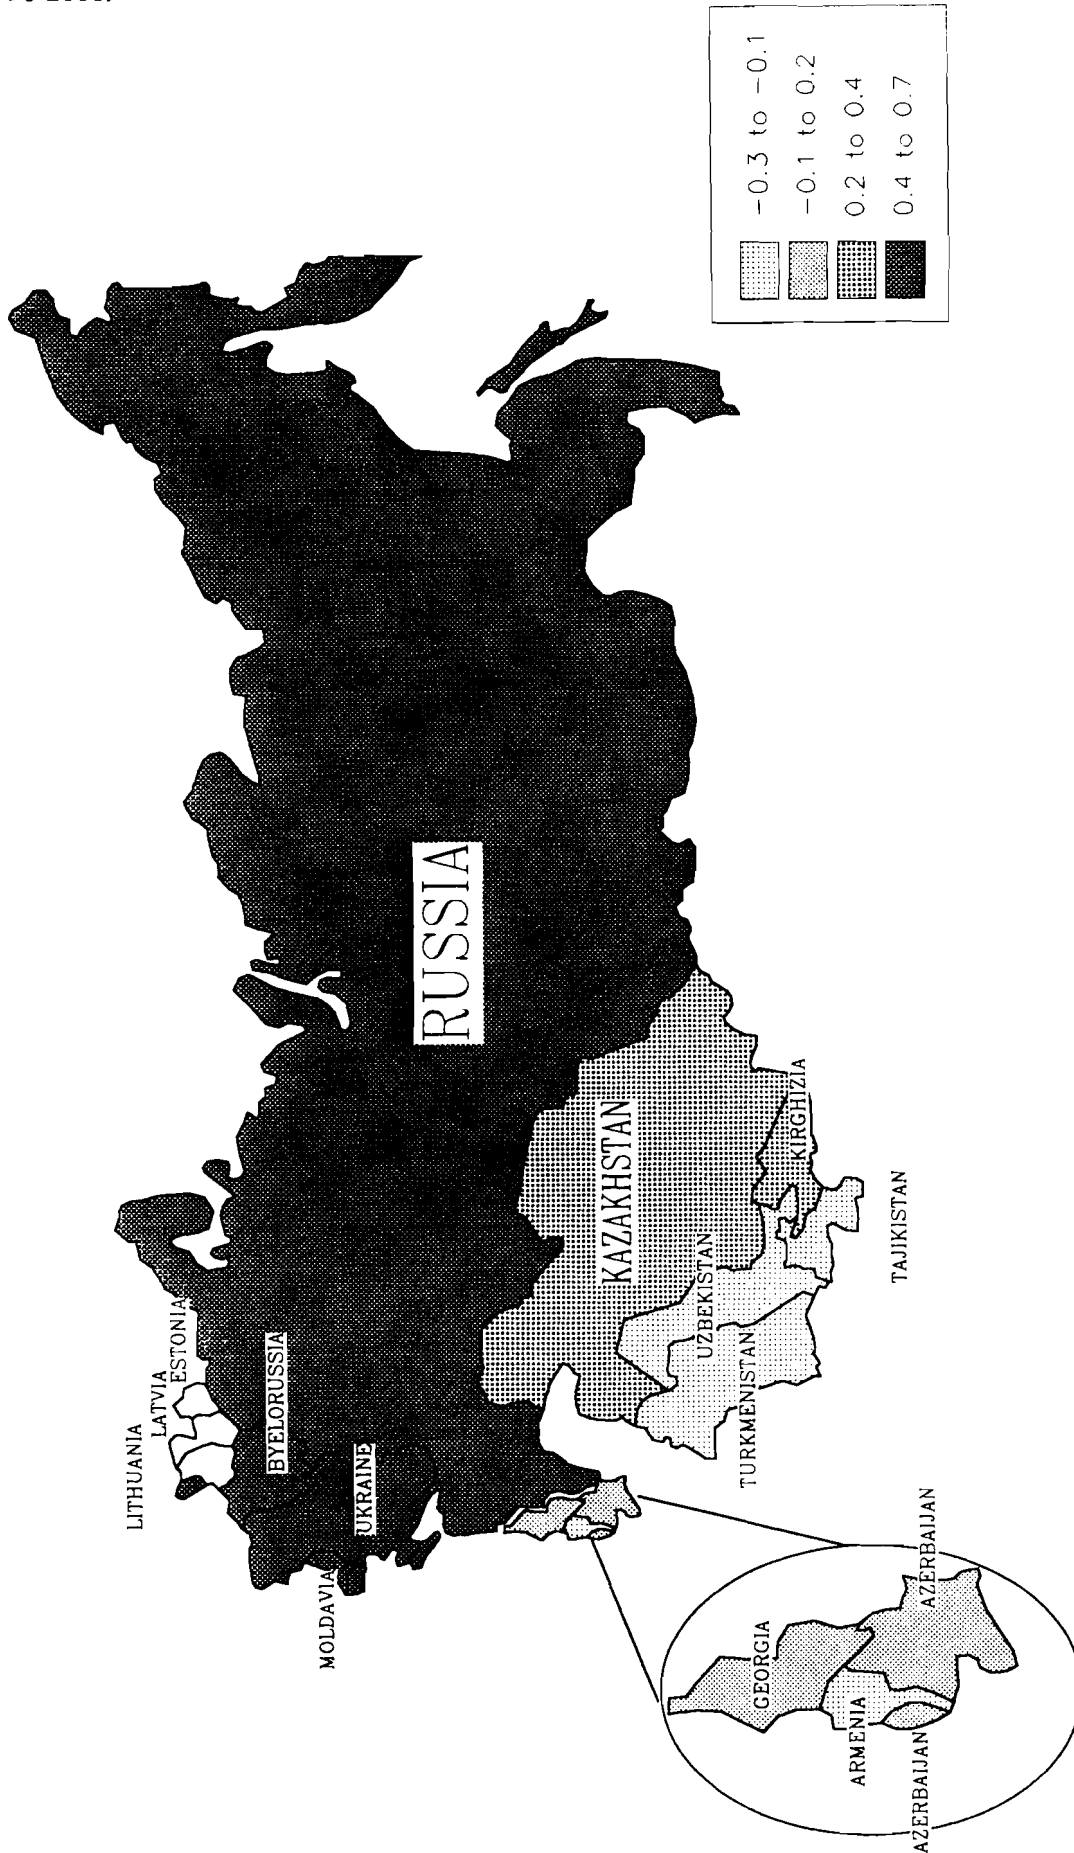 LITHUANIA
LATVIA
ESTONIA
BYELORUSSIA
MOLDAVIA
UKRAINE
RUSSIA
KAZAKHSTAN
UZBEKISTAN
TURKMENISTAN
KIRGHIZIA
TAJIKISTAN
GEORGIA
ARMENIA
AZERBAIJAN
AZERBAIJAN
-0.3 to -0.1
-0.1 to 0.2
0.2 to 0.4
0.4 to 0.7